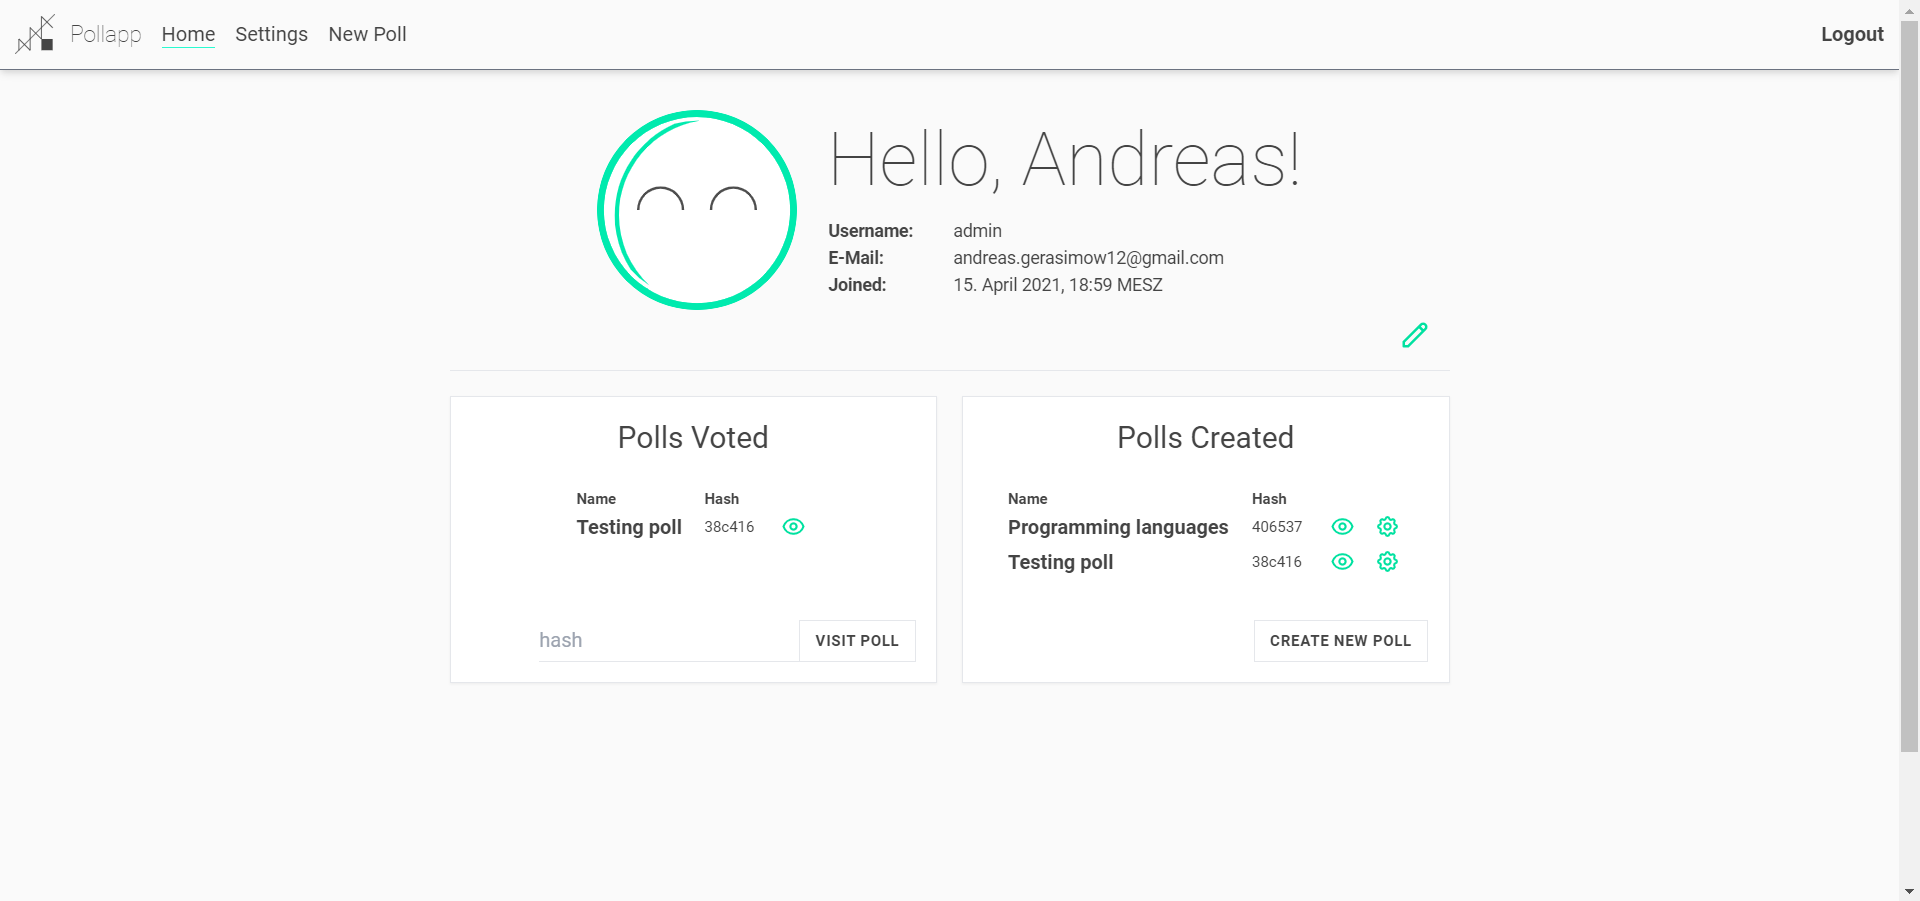 Pollapp Home Settings New Poll Logout
Hello, Andreas!
Username: admin
E-Mail: andreas.gerasimow12@gmail.com
Joined: 15. April 2021, 18:59 MESZ
Polls Voted
Name Hash
Testing poll 38c416
hash VISIT POLL
Polls Created
Name Hash
Programming languages 406537
Testing poll 38c416
CREATE NEW POLL